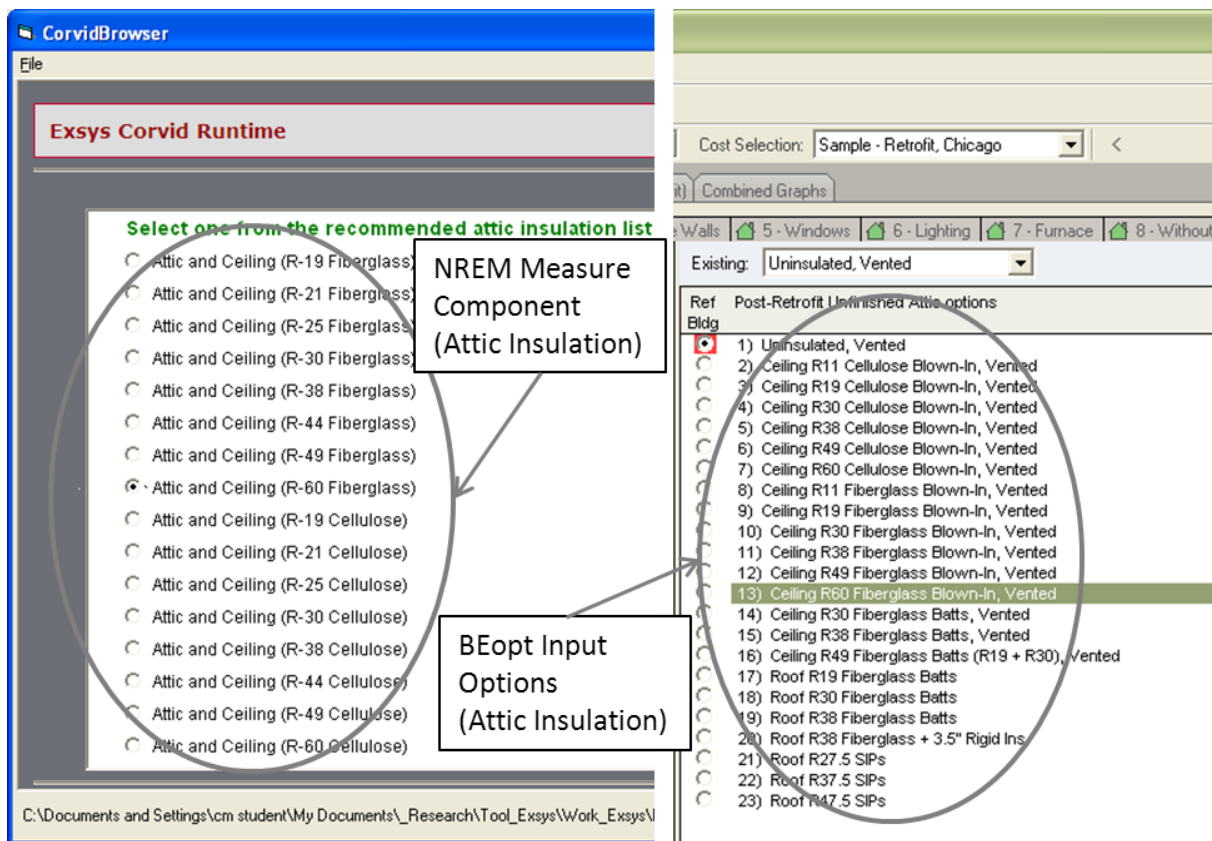 CorvidBrowser
File
Exsys Corvid Runtime
Select one from the recommended attic insulation list
Attic and Ceiling (R-19 Fiberglass)
Attic and Ceiling (R-21 Fiberglass)
Attic and Ceiling (R-25 Fiberglass)
Attic and Ceiling (R-30 Fiberglass)
Attic and Ceiling (R-38 Fiberglass)
Attic and Ceiling (R-44 Fiberglass)
Attic and Ceiling (R-49 Fiberglass)
Attic and Ceiling (R-60 Fiberglass)
Attic and Ceiling (R-19 Cellulose)
Attic and Ceiling (R-21 Cellulose)
Attic and Ceiling (R-25 Cellulose)
Attic and Ceiling (R-30 Cellulose)
Attic and Ceiling (R-38 Cellulose)
Attic and Ceiling (R-44 Cellulose)
Attic and Ceiling (R-49 Cellulose)
Attic and Ceiling (R-60 Cellulose)
C:\Documents and Settings\cm student\My Documents\_Research\Tool_Exsys\Work_Exsys\
NREM Measure
Component
(Attic Insulation)
BEopt Input
Options
(Attic Insulation)
Cost Selection: Sample - Retrofit, Chicago <
Combined Graphs
Walls 5 - Windows 6 - Lighting 7 - Furnace 8 - Without
Existing: Uninsulated, Vented
Ref Post-Retrofit Unfinished Attic options
Bldg
1) Uninsulated, Vented
2) Ceiling R11 Cellulose Blown-In, Vented
3) Ceiling R19 Cellulose Blown-In, Vented
4) Ceiling R30 Cellulose Blown-In, Vented
5) Ceiling R38 Cellulose Blown-In, Vented
6) Ceiling R49 Cellulose Blown-In, Vented
7) Ceiling R60 Cellulose Blown-In, Vented
8) Ceiling R11 Fiberglass Blown-In, Vented
9) Ceiling R19 Fiberglass Blown-In, Vented
10) Ceiling R30 Fiberglass Blown-In, Vented
11) Ceiling R38 Fiberglass Blown-In, Vented
12) Ceiling R49 Fiberglass Blown-In, Vented
13) Ceiling R60 Fiberglass Blown-In, Vented
14) Ceiling R30 Fiberglass Batts, Vented
15) Ceiling R38 Fiberglass Batts, Vented
16) Ceiling R49 Fiberglass Batts (R19 + R30), Vented
17) Roof R19 Fiberglass Batts
18) Roof R30 Fiberglass Batts
19) Roof R38 Fiberglass Batts
20) Roof R38 Fiberglass + 3.5" Rigid Ins
21) Roof R27.5 SIPs
22) Roof R37.5 SIPs
23) Roof R47.5 SIPs